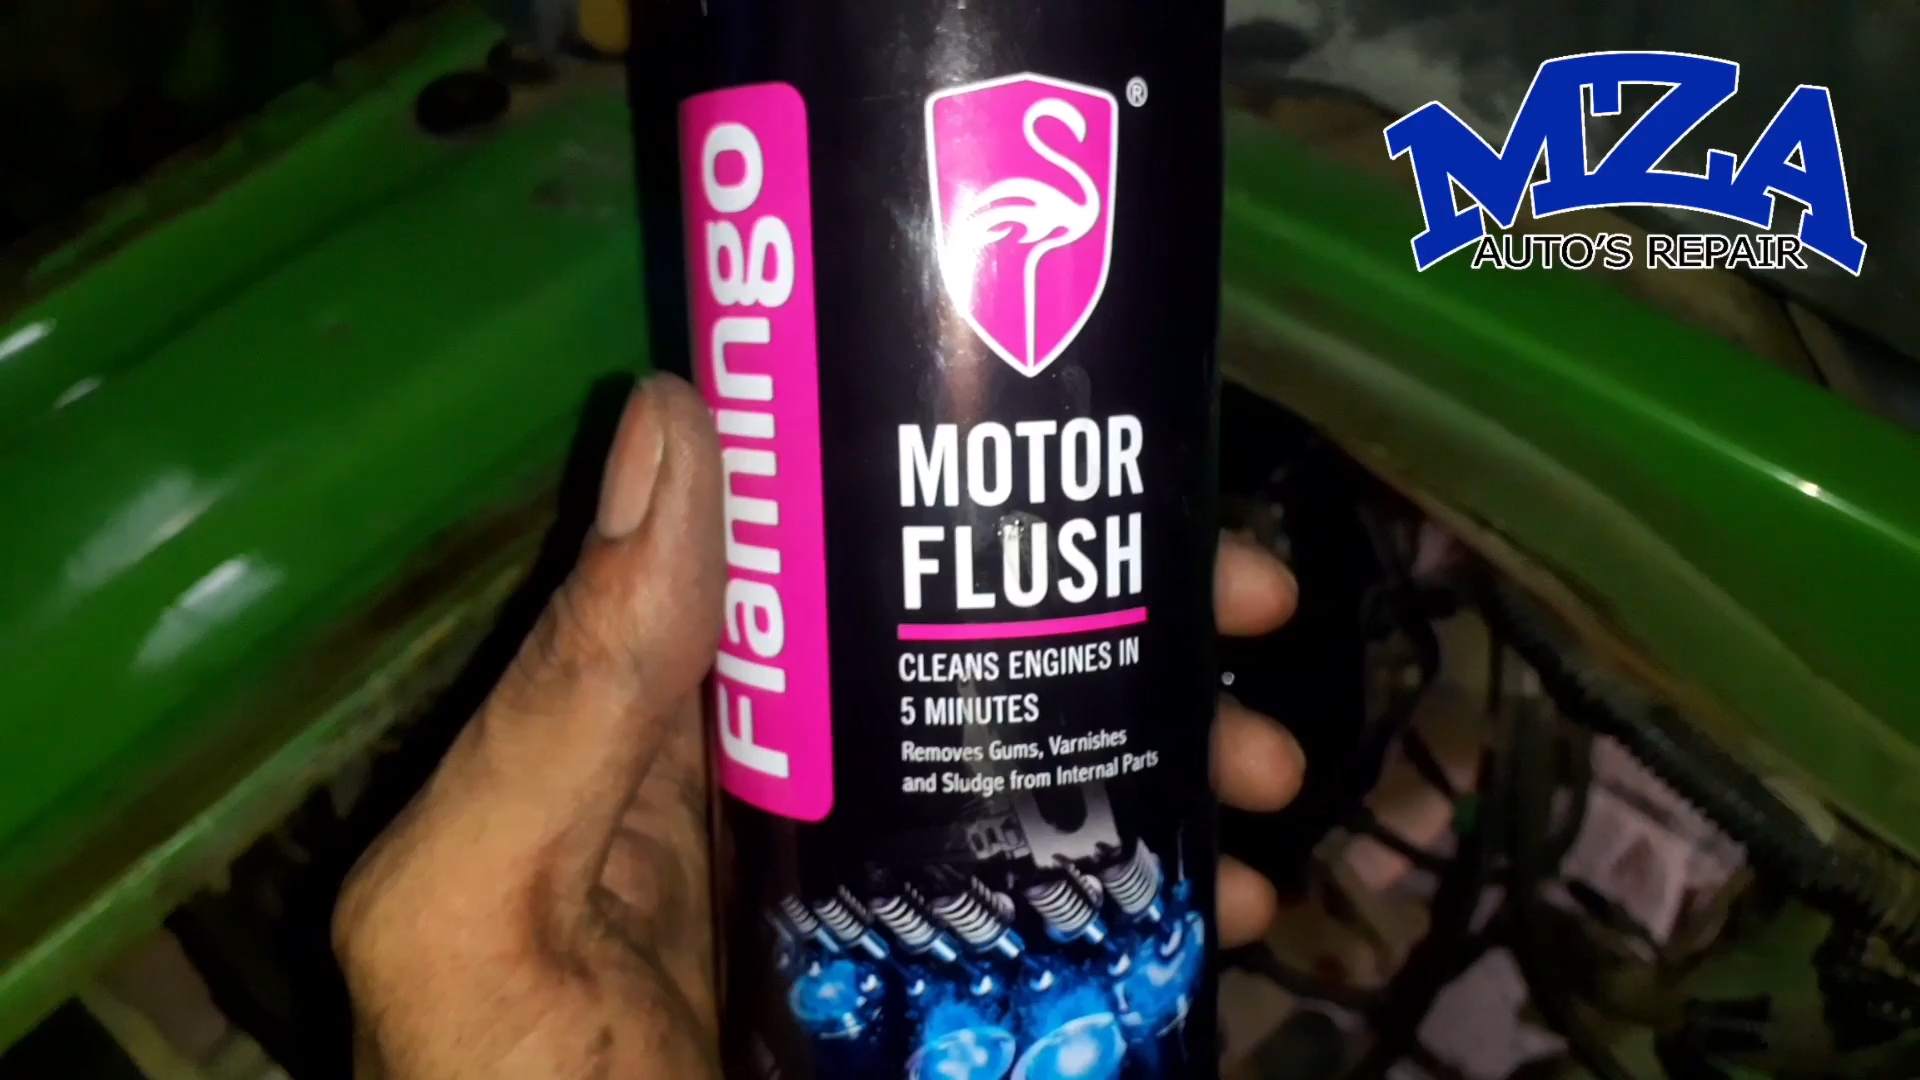 Flamingo
®
MOTOR
FLUSH
CLEANS ENGINES IN
5 MINUTES
Removes Gums, Varnishes
and Sludge from Internal Parts
MZA
AUTO'S REPAIR